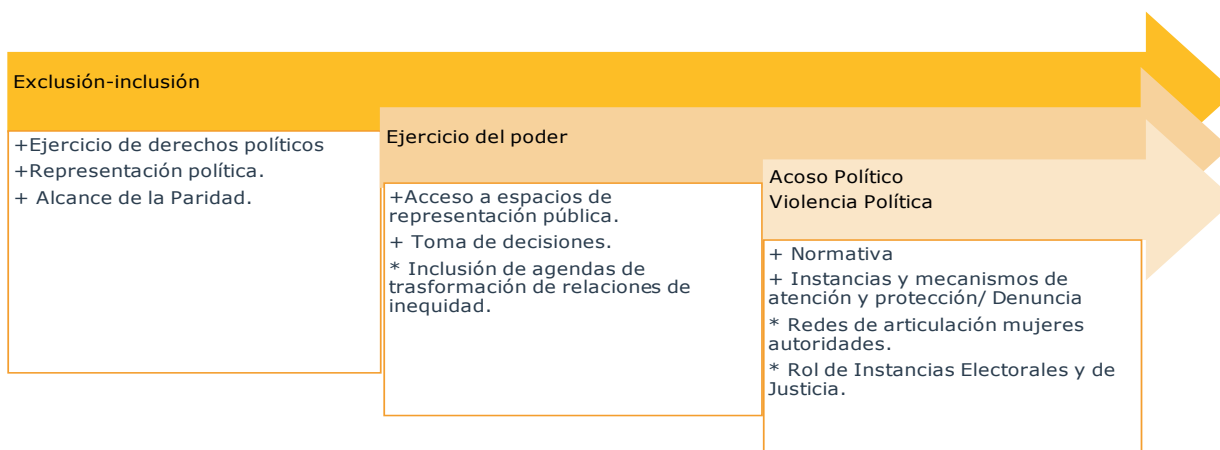 Exclusión-inclusión
+Ejercicio de derechos políticos
+Representación política.
+ Alcance de la Paridad.
Ejercicio del poder
+Acceso a espacios de
representación pública.
+ Toma de decisiones.
* Inclusión de agendas de
trasformación de relaciones de
inequidad.
Acoso Político
Violencia Política
+ Normativa
+ Instancias y mecanismos de
atención y protección/ Denuncia
* Redes de articulación mujeres
autoridades.
* Rol de Instancias Electorales y de
Justicia.